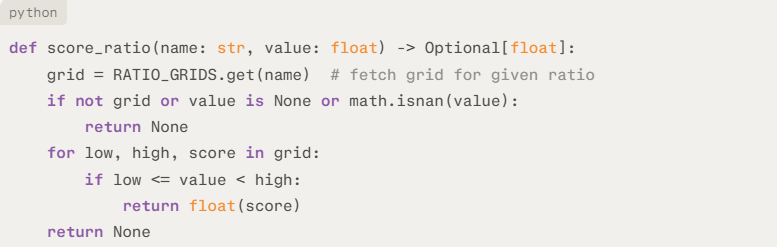 python
def score_ratio(name: str, value: float) -> Optional[float]:
    grid = RATIO_GRIDS.get(name)  # fetch grid for given ratio
    if not grid or value is None or math.isnan(value):
        return None
    for low, high, score in grid:
        if low <= value < high:
            return float(score)
    return None